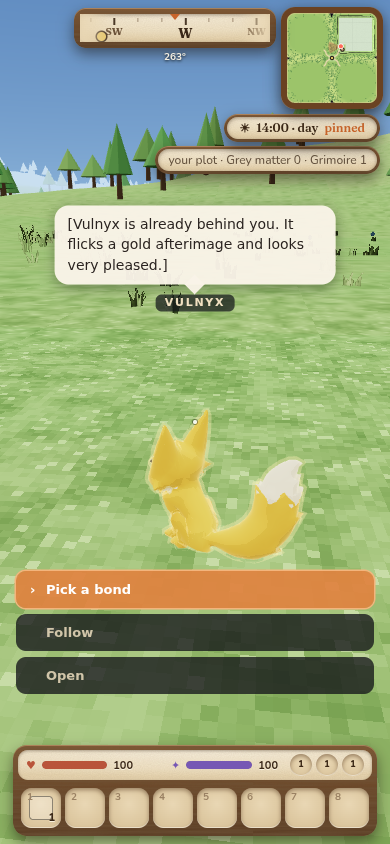 SW W NW
263°
14:00 · day pinned
your plot · Grey matter 0 · Grimoire 1
[Vulnyx is already behind you. It
flicks a gold afterimage and looks
very pleased.]
VULNYX
› Pick a bond
Follow
Open
100 100 1 1 1
1 2 3 4 5 6 7 8
1